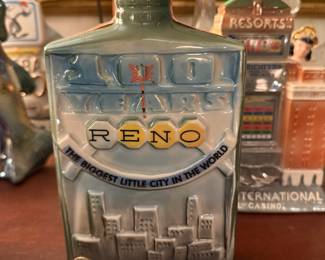 100
YEARS
RENO
THE BIGGEST LITTLE CITY IN THE WORLD
RESORTS
INTERNATIONAL
CASINO